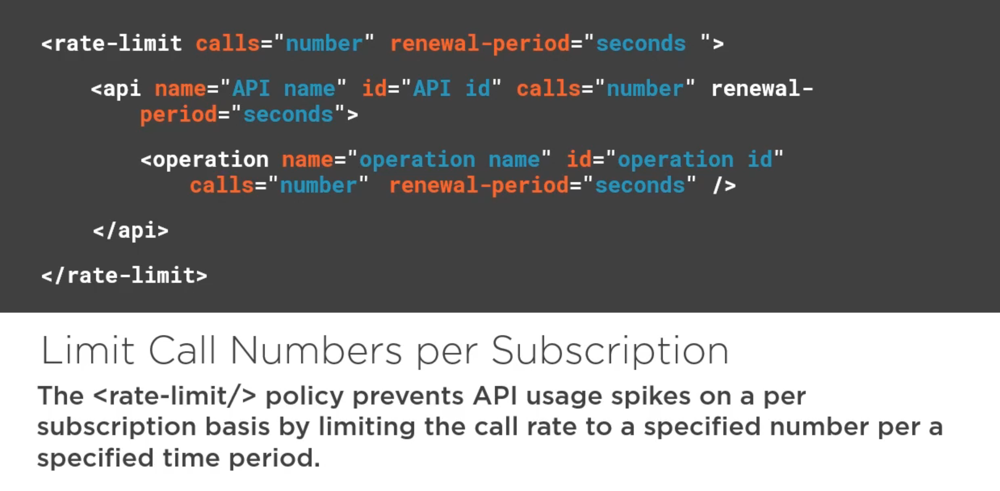 <rate-limit calls="number" renewal-period="seconds ">
<api name="API name" id="API id" calls="number" renewal-
period="seconds">
<operation name="operation name" id="operation id"
calls="number" renewal-period="seconds" />
</api>
</rate-limit>
Limit Call Numbers per Subscription
The <rate-limit/> policy prevents API usage spikes on a per
subscription basis by limiting the call rate to a specified number per a
specified time period.